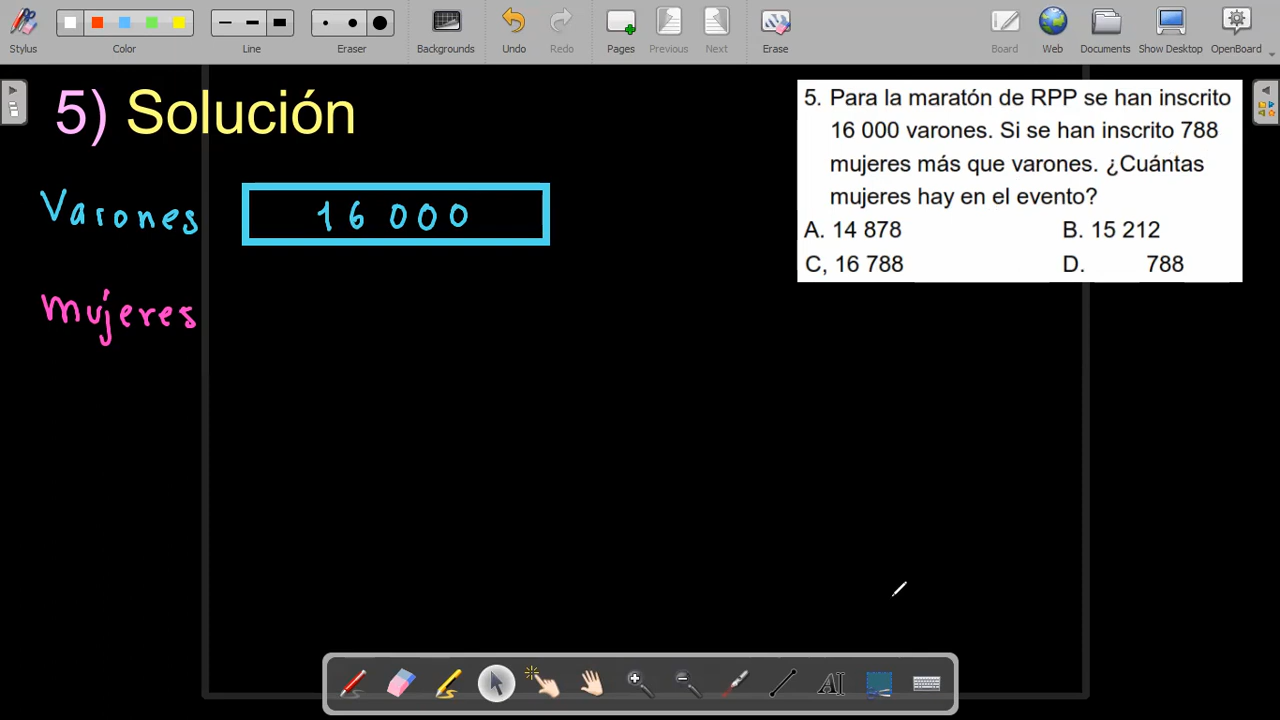 Stylus Color Line Eraser Backgrounds Undo Redo Pages Previous Next Erase Board Web Documents Show Desktop OpenBoard
5) Solución
5. Para la maratón de RPP se han inscrito
16 000 varones. Si se han inscrito 788
mujeres más que varones. ¿Cuántas
mujeres hay en el evento?
A. 14 878 B. 15 212
C, 16 788 D. 788
Varones 16 000
Mujeres
AI